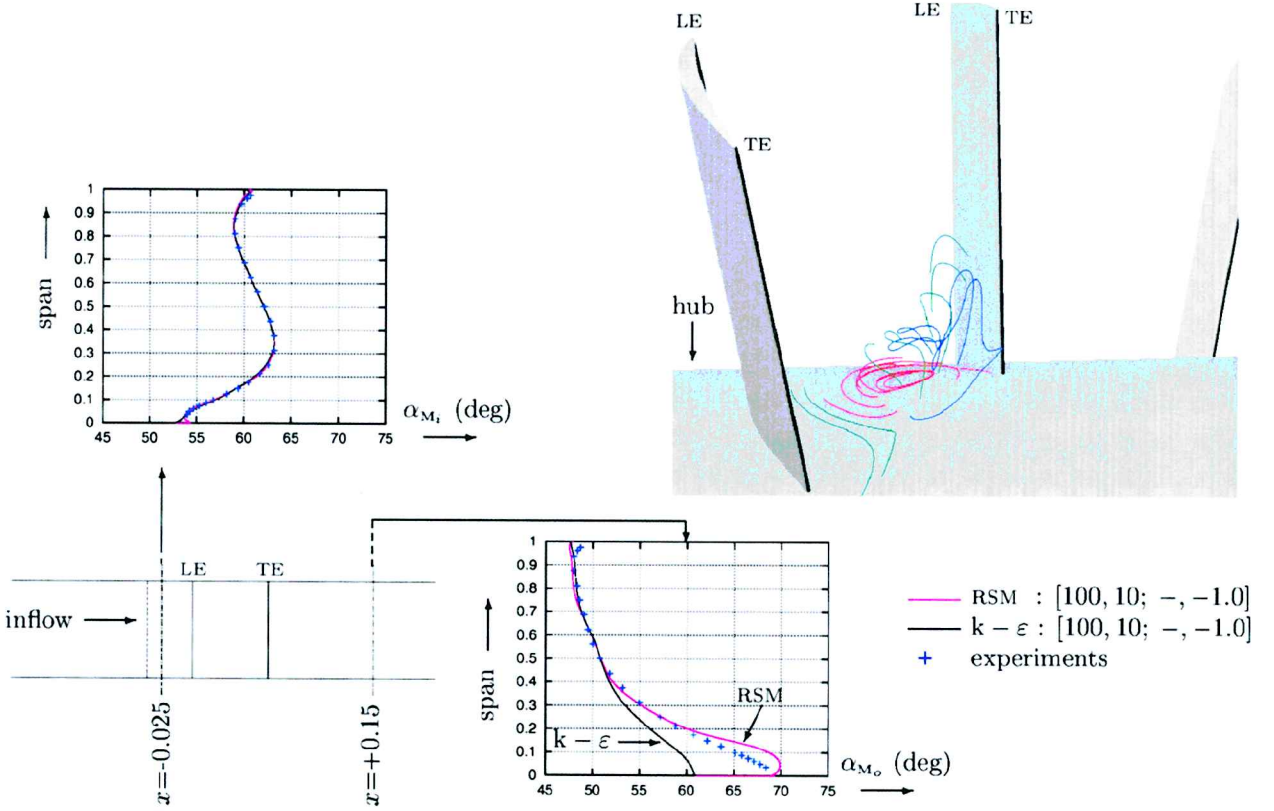 LE
TE
LE
TE
hub
span
1
0.9
0.8
0.7
0.6
0.5
0.4
0.3
0.2
0.1
0
45 50 55 60 65 70 75
α_Mi (deg)
inflow
LE
TE
x=-0.025
x=+0.15
span
1
0.9
0.8
0.7
0.6
0.5
0.4
0.3
0.2
0.1
0
RSM
k − ε
45 50 55 60 65 70 75
α_Mo (deg)
RSM : [100, 10; −, −1.0]
k − ε : [100, 10; −, −1.0]
experiments